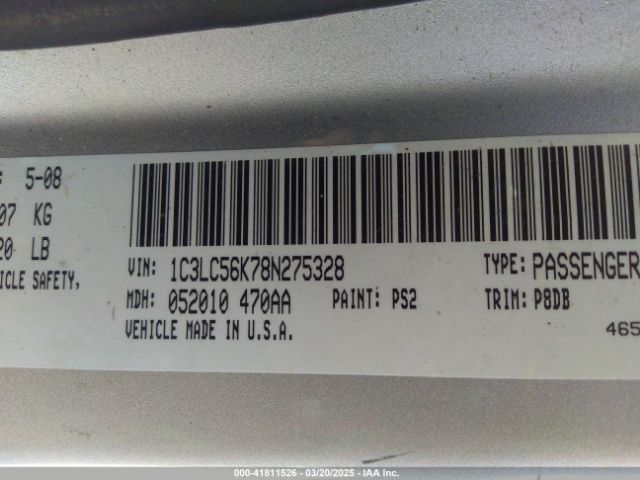 : 5-08
07 KG
20 LB
ICLE SAFETY,
VIN: 1C3LC56K78N275328 TYPE: PASSENGER
MDH: 052010 470AA PAINT: PS2 TRIM: P8DB
VEHICLE MADE IN U.S.A.
465
000-41811526 - 03/20/2025 - IAA Inc.